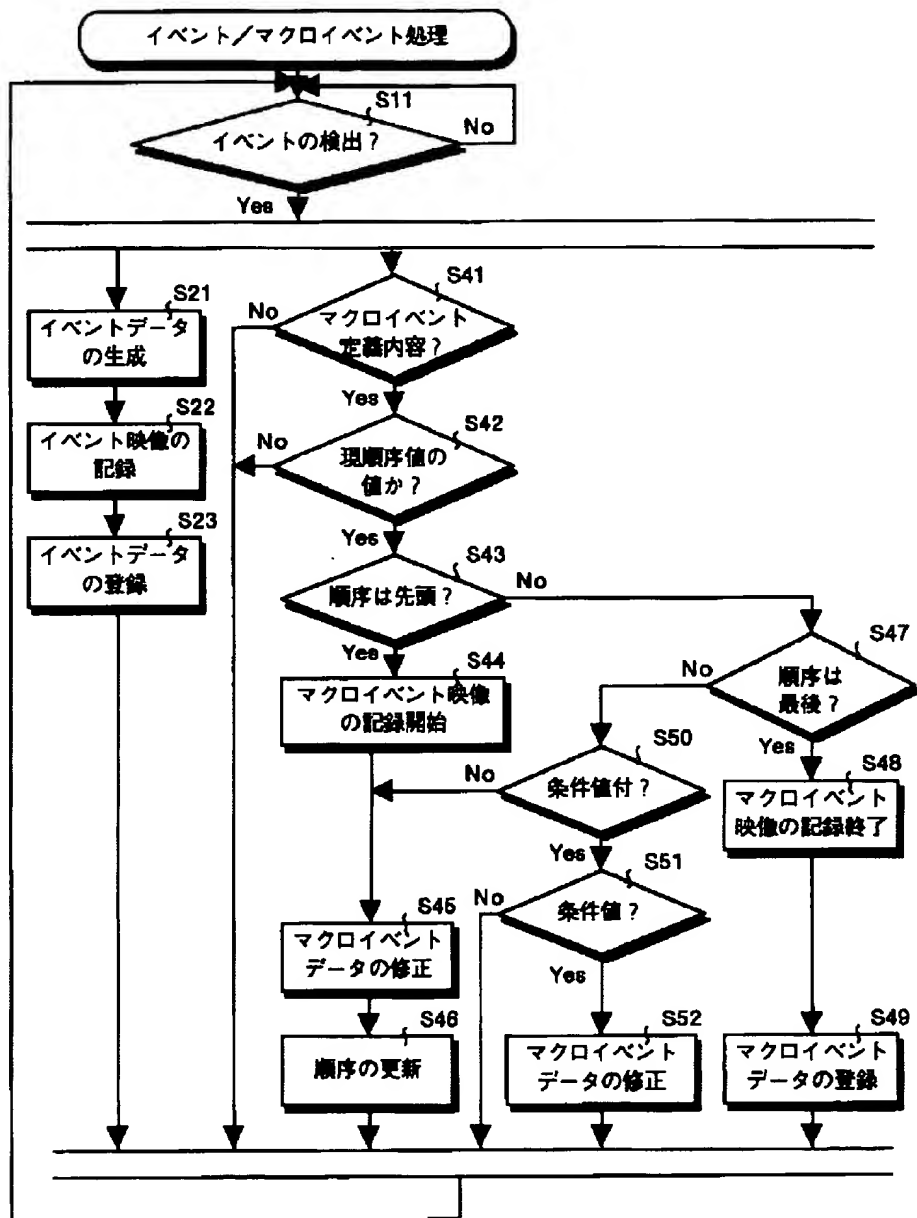 イベント／マクロイベント処理
S11
イベントの検出？
No
Yes
S21
イベントデータ
の生成
S22
イベント映像の
記録
S23
イベントデータ
の登録
S41
No
マクロイベント
定義内容？
Yes
S42
No
現順序値の
値か？
Yes
S43
順序は先頭？
No
Yes
S44
マクロイベント映像
の記録開始
S47
No
順序は
最後？
Yes
S50
No
条件値付？
Yes
S48
マクロイベント
映像の記録終了
S51
No
条件値？
Yes
S45
マクロイベント
データの修正
S46
順序の更新
S52
マクロイベント
データの修正
S49
マクロイベント
データの登録